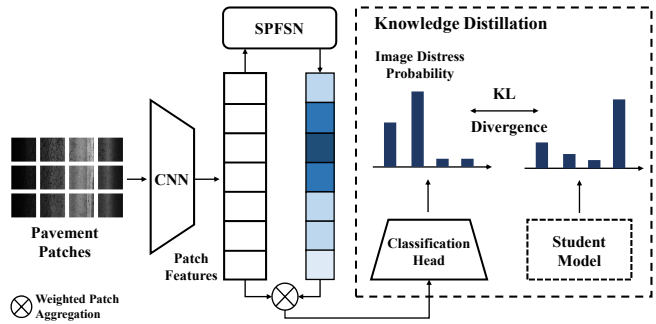 SPFSN
Knowledge Distillation
Image Distress
Probability
KL
Divergence
CNN
Pavement
Patches
Patch
Features
Classification
Head
Student
Model
Weighted Patch
Aggregation